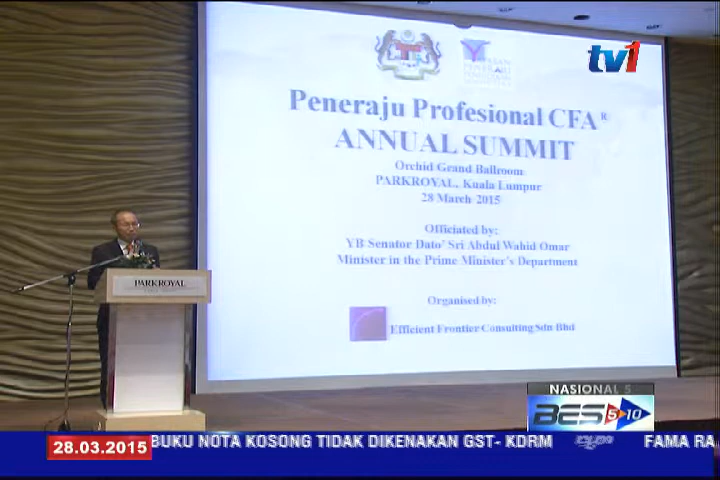 tv1
Peneraju Profesional CFA®
ANNUAL SUMMIT
Orchid Grand Ballroom
PARKROYAL, Kuala Lumpur
28 March 2015
Officiated by:
YB Senator Dato' Sri Abdul Wahid Omar
Minister in the Prime Minister's Department
Organised by:
Efficient Frontier Consulting Sdn Bhd
PARKROYAL
NASIONAL 5
BES 5 10
28.03.2015
BUKU NOTA KOSONG TIDAK DIKENAKAN GST- KDRM
FAMA RA